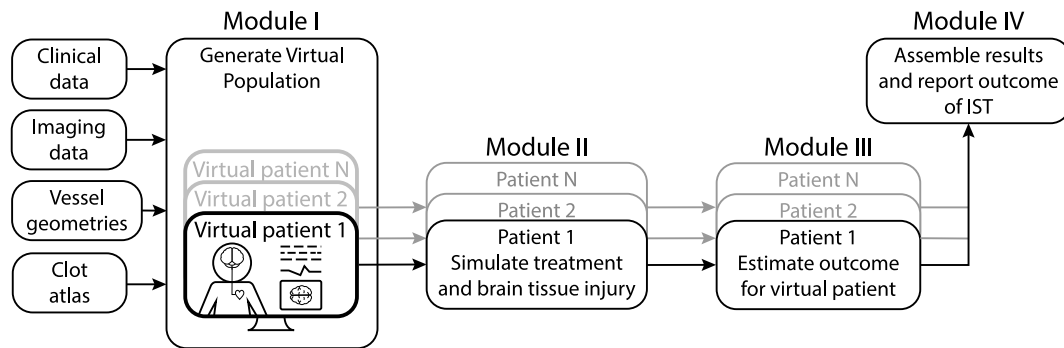 Module I
Module IV
Clinical
data
Imaging
data
Vessel
geometries
Clot
atlas
Generate Virtual
Population
Virtual patient N
Virtual patient 2
Virtual patient 1
Module II
Patient N
Patient 2
Patient 1
Simulate treatment
and brain tissue injury
Module III
Patient N
Patient 2
Patient 1
Estimate outcome
for virtual patient
Assemble results
and report outcome
of IST